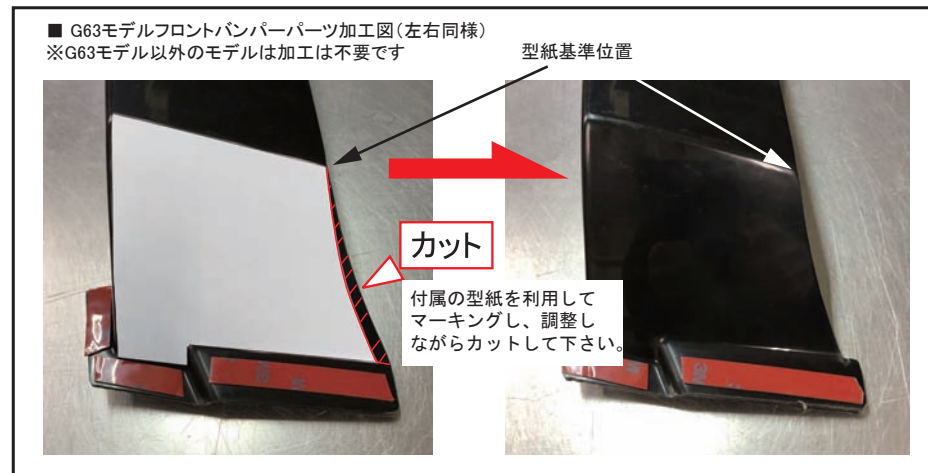 ■ G63モデルフロントバンパーパーツ加工図(左右同様)
※G63モデル以外のモデルは加工は不要です
型紙基準位置
カット
付属の型紙を利用して
マーキングし、調整し
ながらカットして下さい。